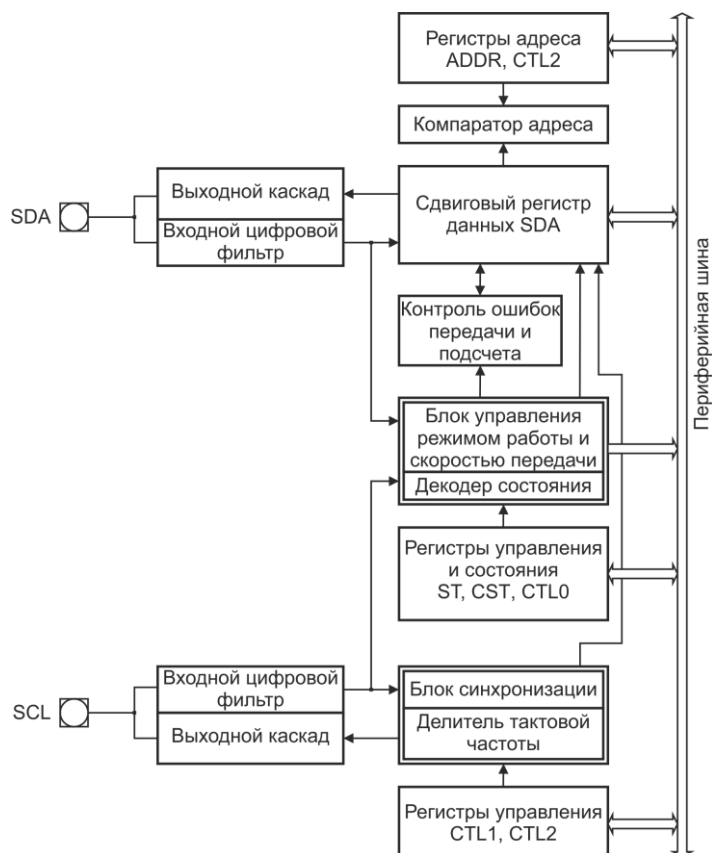 Регистры адреса
ADDR, CTL2
Компаратор адреса
SDA
Выходной каскад
Входной цифровой
фильтр
Сдвиговый регистр
данных SDA
Контроль ошибок
передачи и
подсчета
Периферийная шина
Блок управления
режимом работы и
скоростью передачи
Декодер состояния
Регистры управления
и состояния
ST, CST, CTL0
SCL
Входной цифровой
фильтр
Выходной каскад
Блок синхронизации
Делитель тактовой
частоты
Регистры управления
CTL1, CTL2